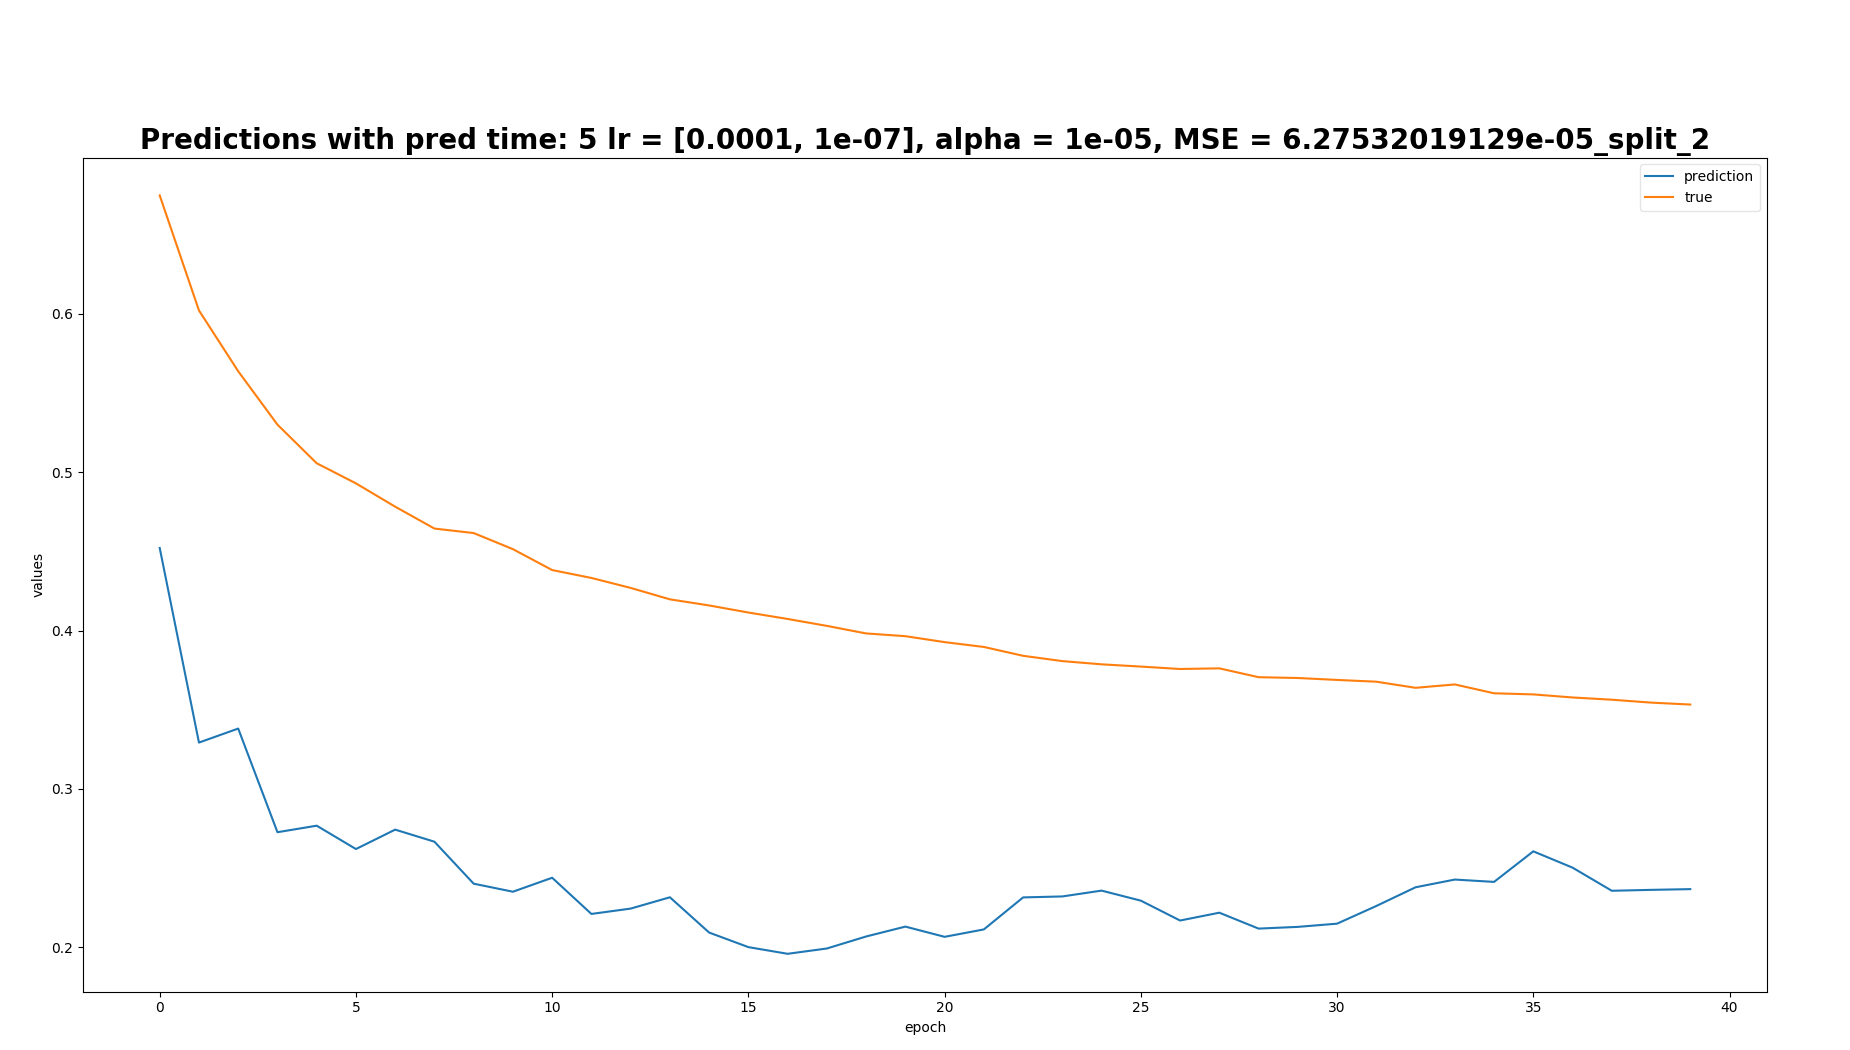 Predictions with pred time: 5 lr = [0.0001, 1e-07], alpha = 1e-05, MSE = 6.27532019129e-05_split_2
prediction
true
values
0.6
0.5
0.4
0.3
0.2
0 5 10 15 20 25 30 35 40
epoch